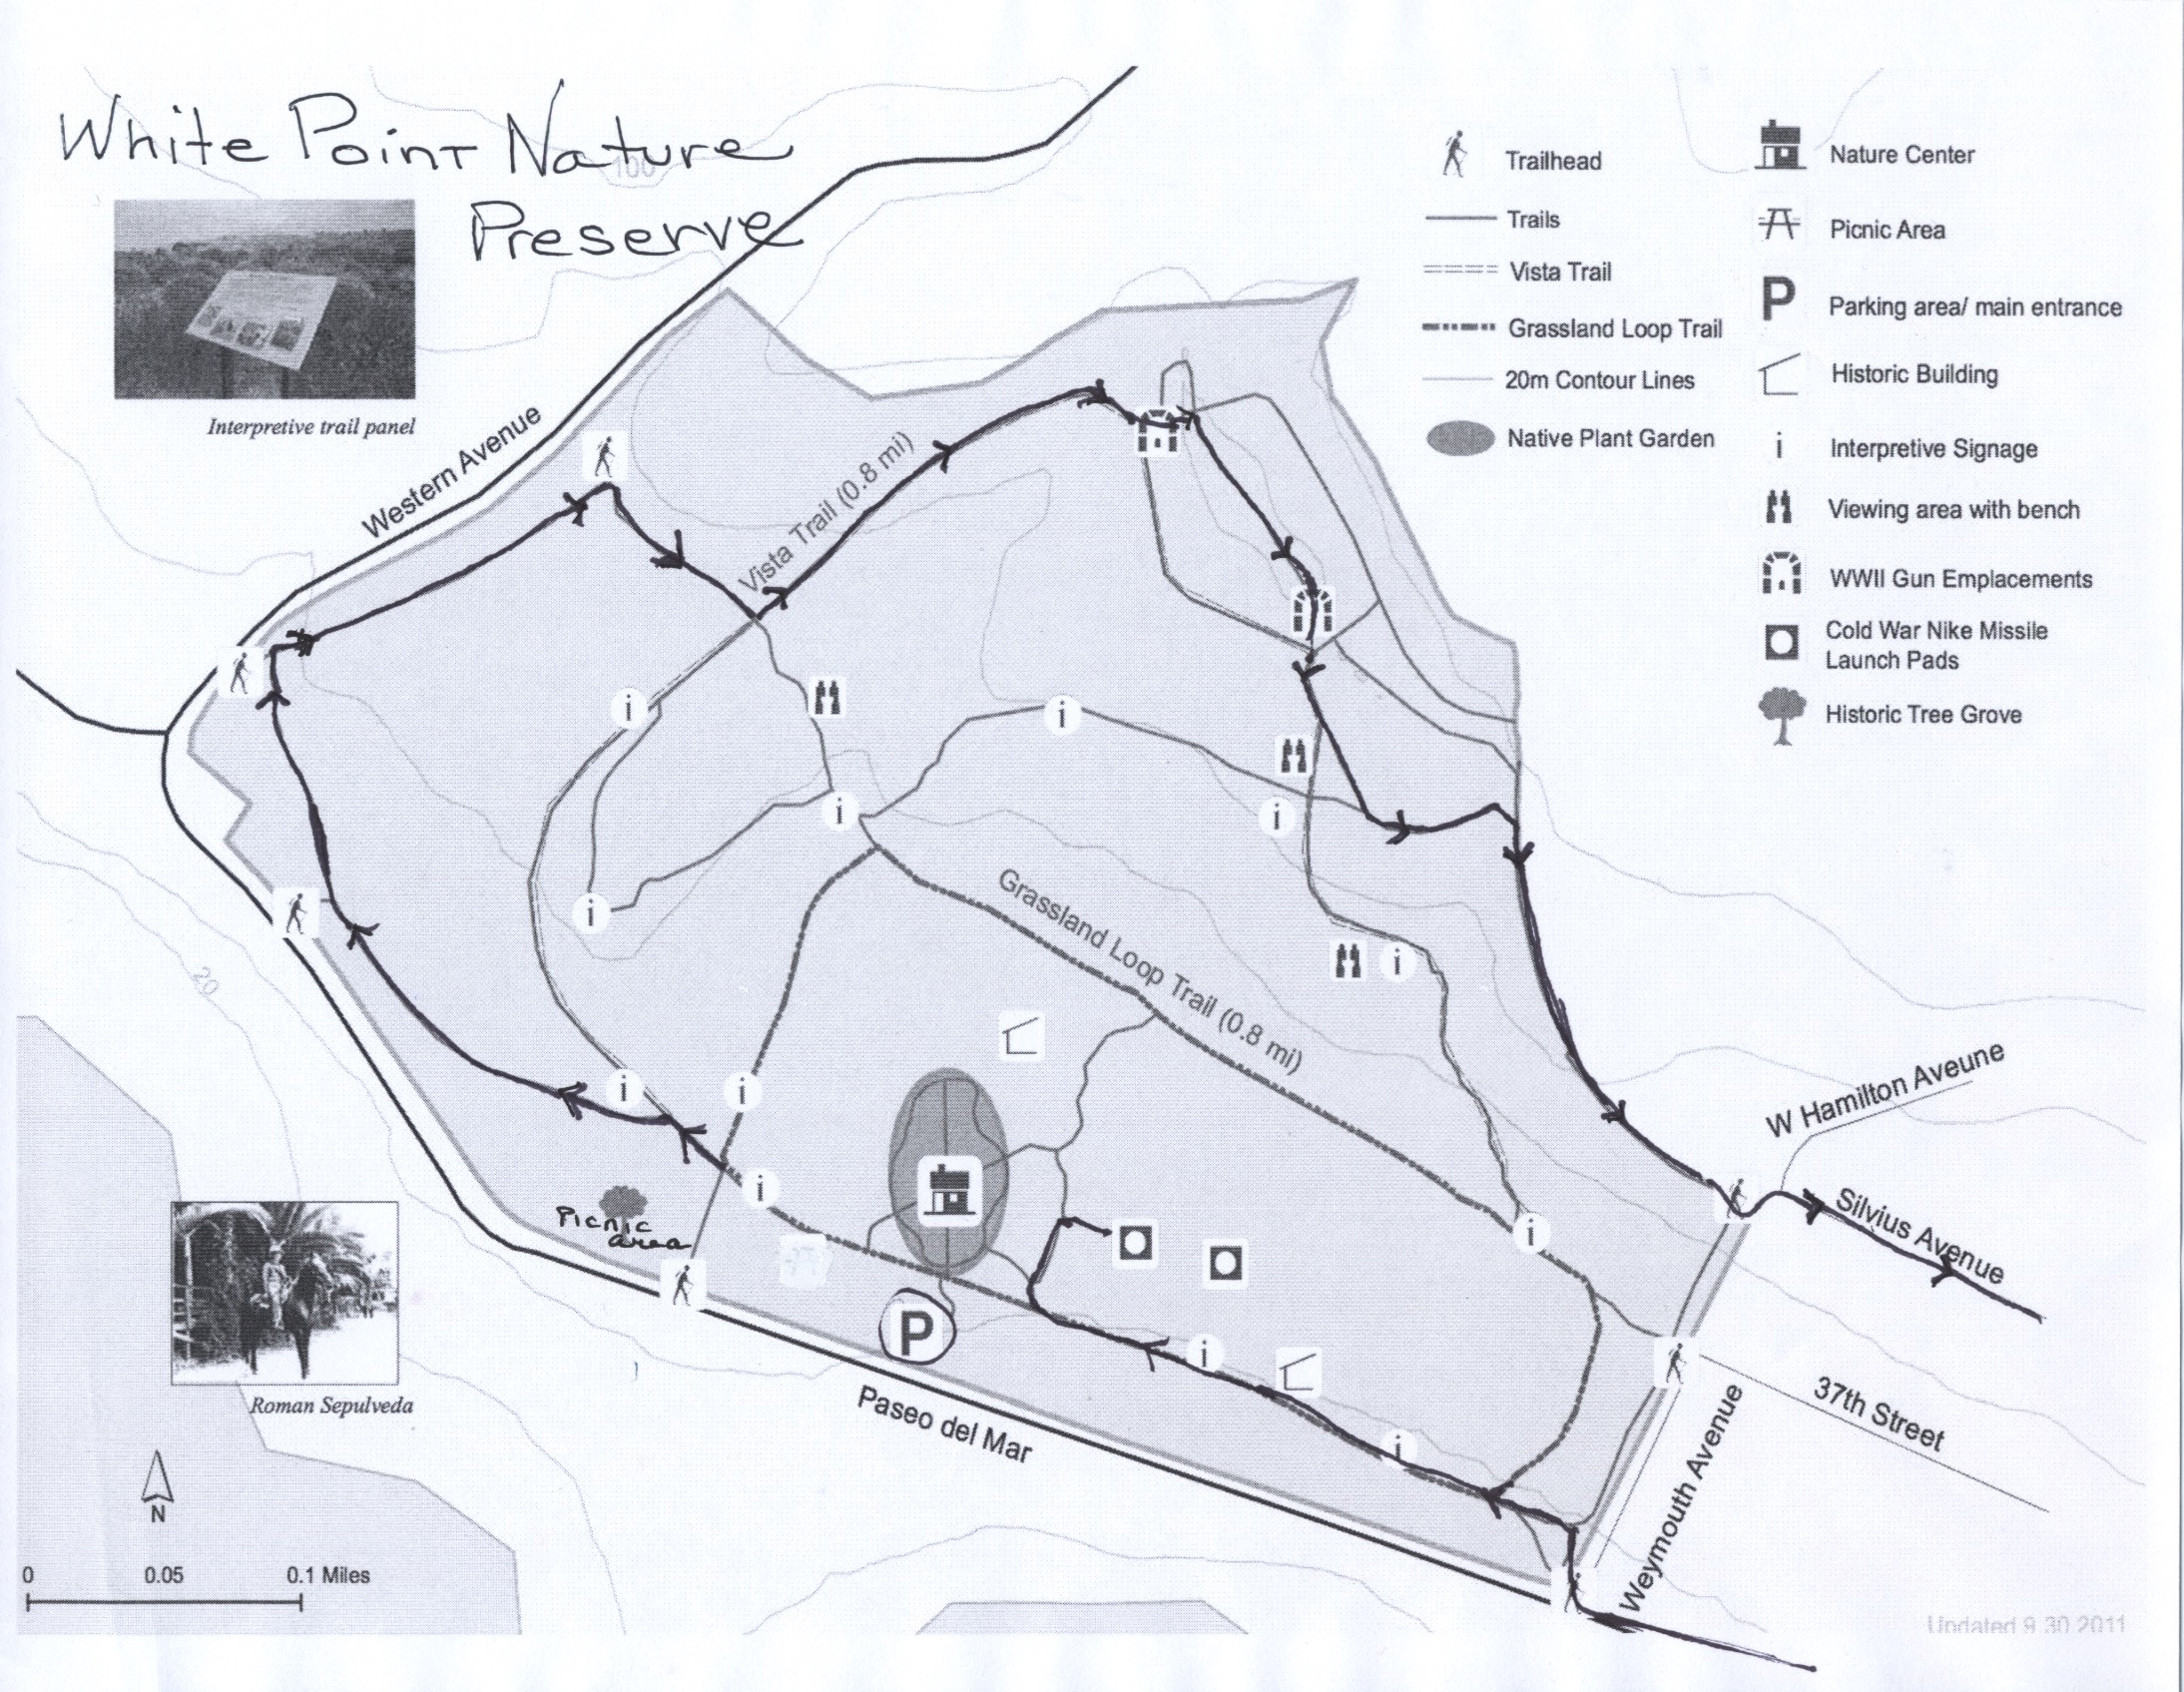 White Point Nature
Preserve
100
Interpretive trail panel
Western Avenue
Vista Trail (0.8 mi)
Trailhead
Trails
Vista Trail
Grassland Loop Trail
20m Contour Lines
Native Plant Garden
Nature Center
Picnic Area
P
Parking area/ main entrance
Historic Building
i
Interpretive Signage
Viewing area with bench
WWII Gun Emplacements
Cold War Nike Missile
Launch Pads
Historic Tree Grove
i
i
i
i
i
Grassland Loop Trail (0.8 mi)
i
20
i
i
i
i
Picnic
area
P
i
i
W Hamilton Aveune
Silvius Avenue
37th Street
Weymouth Avenue
Paseo del Mar
Roman Sepulveda
N
0
0.05
0.1 Miles
Updated 9.30.2011